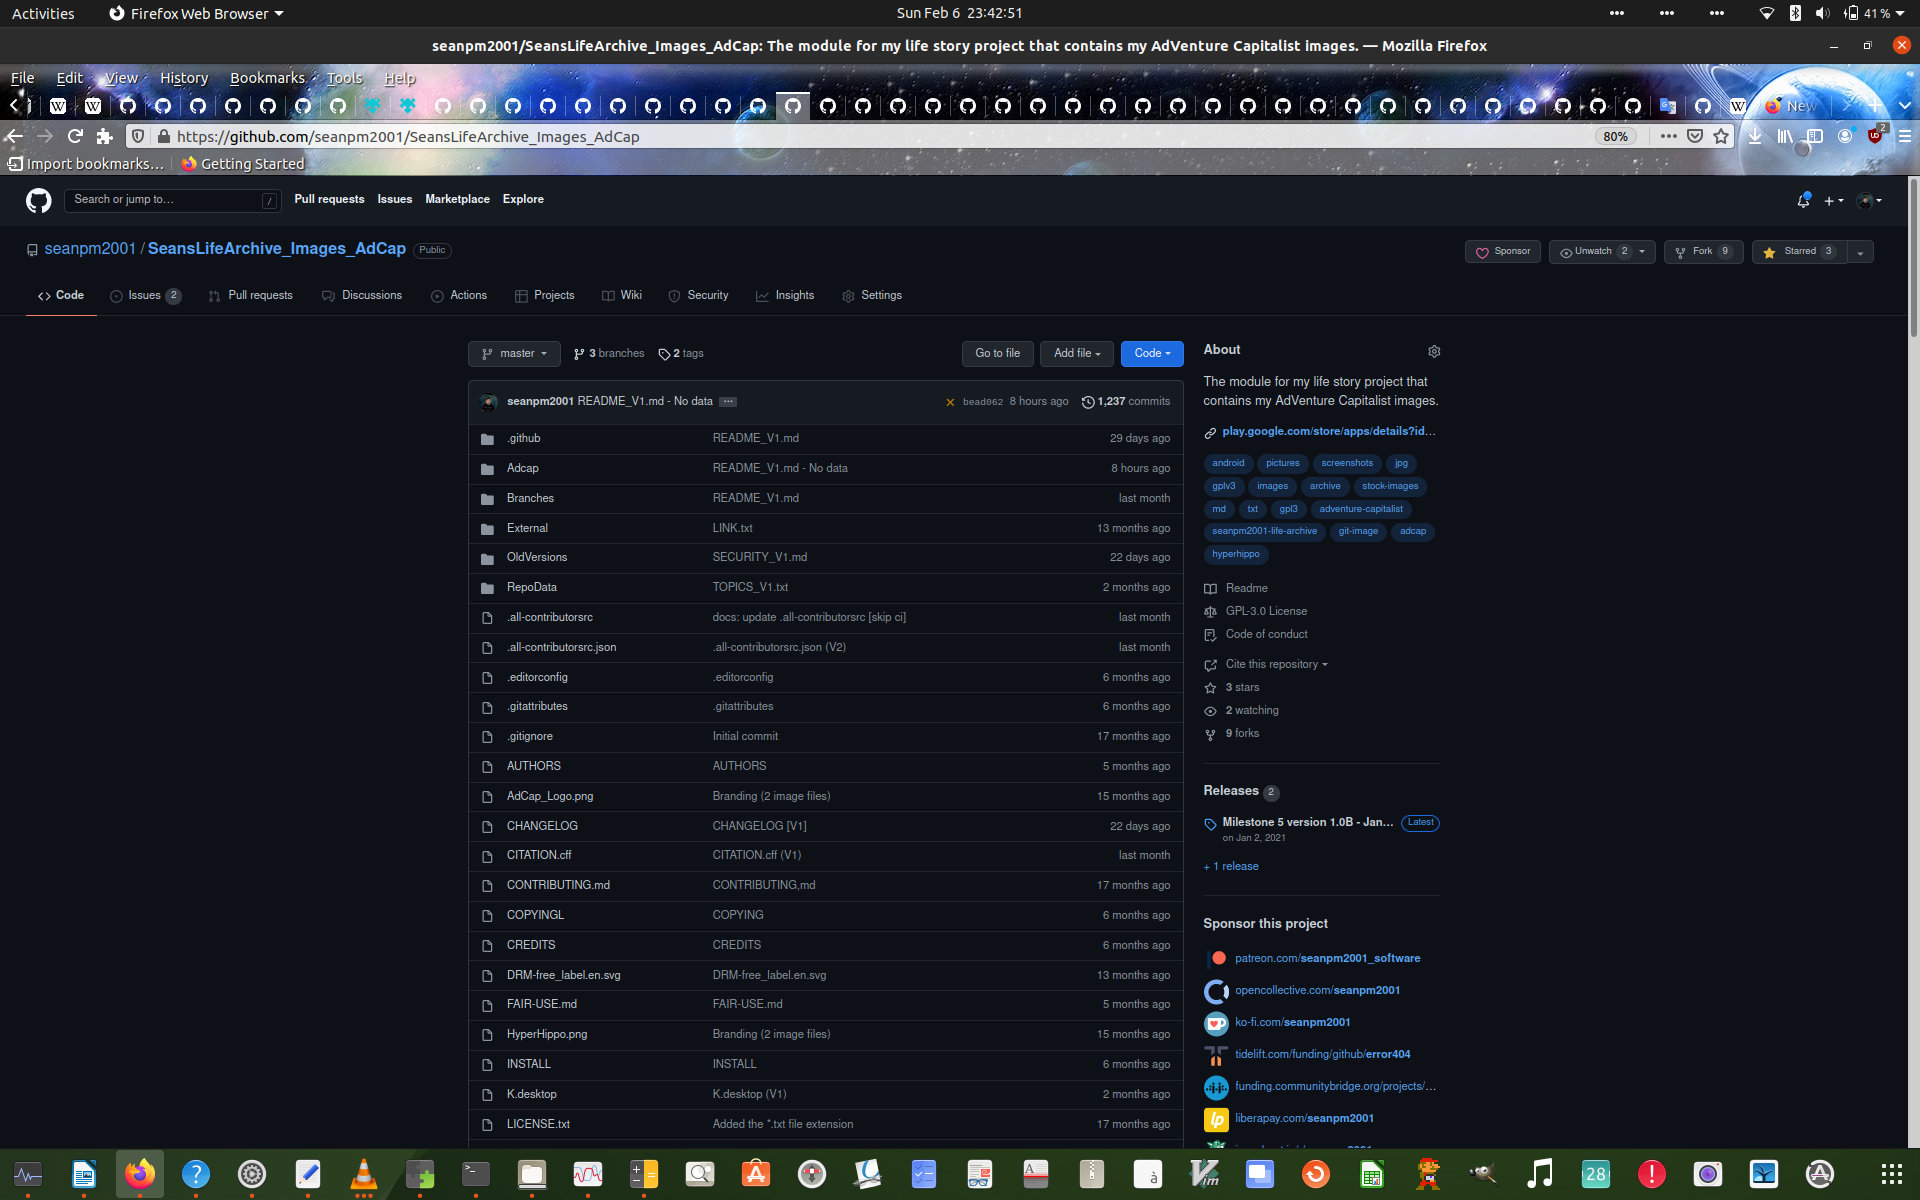 Activities
Firefox Web Browser
Sun Feb 6 23:42:51
41 %
seanpm2001/SeansLifeArchive_Images_AdCap: The module for my life story project that contains my AdVenture Capitalist images. — Mozilla Firefox
File Edit View History Bookmarks Tools Help
New
https://github.com/seanpm2001/SeansLifeArchive_Images_AdCap
80%
2
Import bookmarks…
Getting Started
Search or jump to…
/
Pull requests
Issues
Marketplace
Explore
seanpm2001 / SeansLifeArchive_Images_AdCap
Public
Sponsor
Unwatch 2
Fork 9
Starred 3
Code
Issues 2
Pull requests
Discussions
Actions
Projects
Wiki
Security
Insights
Settings
master
3 branches
2 tags
Go to file
Add file
Code
seanpm2001 README_V1.md - No data
bead062 8 hours ago
1,237 commits
.github README_V1.md 29 days ago
Adcap README_V1.md - No data 8 hours ago
Branches README_V1.md last month
External LINK.txt 13 months ago
OldVersions SECURITY_V1.md 22 days ago
RepoData TOPICS_V1.txt 2 months ago
.all-contributorsrc docs: update .all-contributorsrc [skip ci] last month
.all-contributorsrc.json .all-contributorsrc.json (V2) last month
.editorconfig .editorconfig 6 months ago
.gitattributes .gitattributes 6 months ago
.gitignore Initial commit 17 months ago
AUTHORS AUTHORS 5 months ago
AdCap_Logo.png Branding (2 image files) 15 months ago
CHANGELOG CHANGELOG [V1] 22 days ago
CITATION.cff CITATION.cff (V1) last month
CONTRIBUTING.md CONTRIBUTING,md 17 months ago
COPYINGL COPYING 6 months ago
CREDITS CREDITS 6 months ago
DRM-free_label.en.svg DRM-free_label.en.svg 13 months ago
FAIR-USE.md FAIR-USE.md 5 months ago
HyperHippo.png Branding (2 image files) 15 months ago
INSTALL INSTALL 6 months ago
K.desktop K.desktop (V1) 2 months ago
LICENSE.txt Added the *.txt file extension 17 months ago
About
The module for my life story project that
contains my AdVenture Capitalist images.
play.google.com/store/apps/details?id…
android pictures screenshots jpg
gplv3 images archive stock-images
md txt gpl3 adventure-capitalist
seanpm2001-life-archive git-image adcap
hyperhippo
Readme
GPL-3.0 License
Code of conduct
Cite this repository
3 stars
2 watching
9 forks
Releases 2
Milestone 5 version 1.0B - Jan… Latest
on Jan 2, 2021
+ 1 release
Sponsor this project
patreon.com/seanpm2001_software
opencollective.com/seanpm2001
ko-fi.com/seanpm2001
tidelift.com/funding/github/error404
funding.communitybridge.org/projects/…
liberapay.com/seanpm2001
28